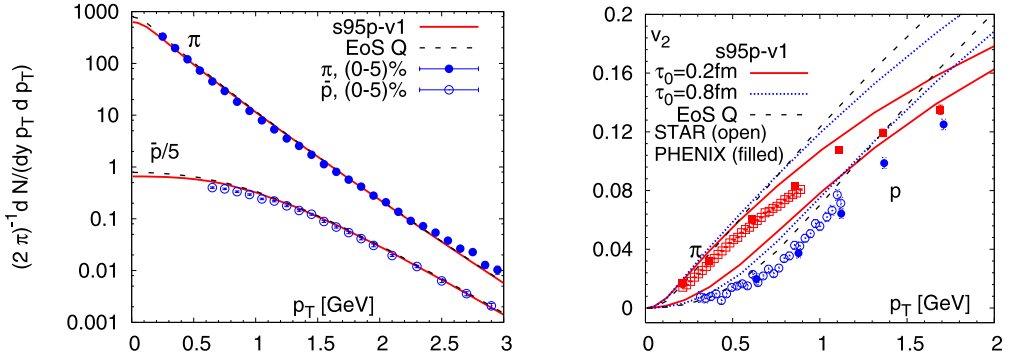 1000
100
10
1
0.1
0.01
0.001
(2 π)⁻¹ d N/(dy p_T d p_T)
s95p-v1
EoS Q
π, (0-5)%
p̄, (0-5)%
π
p̄/5
p_T [GeV]
0 0.5 1 1.5 2 2.5 3
0.2
0.16
0.12
0.08
0.04
0
v₂
s95p-v1
τ₀=0.2fm
τ₀=0.8fm
EoS Q
STAR (open)
PHENIX (filled)
π
p
p_T [GeV]
0 0.5 1 1.5 2